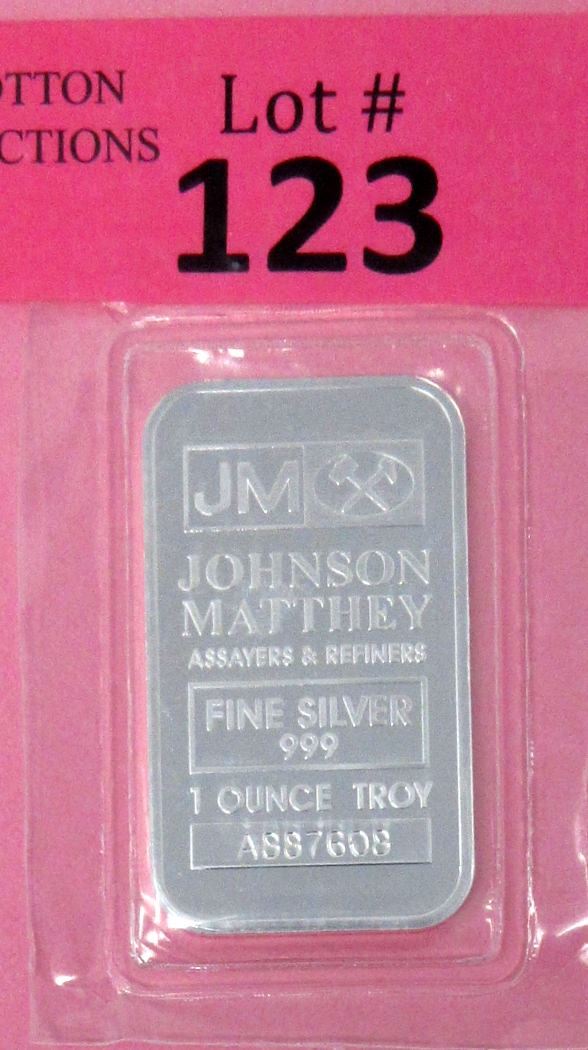 OTTON
CTIONS
Lot #
123
JM
JOHNSON
MATTHEY
ASSAYERS & REFINERS
FINE SILVER
999
1 OUNCE TROY
A887608